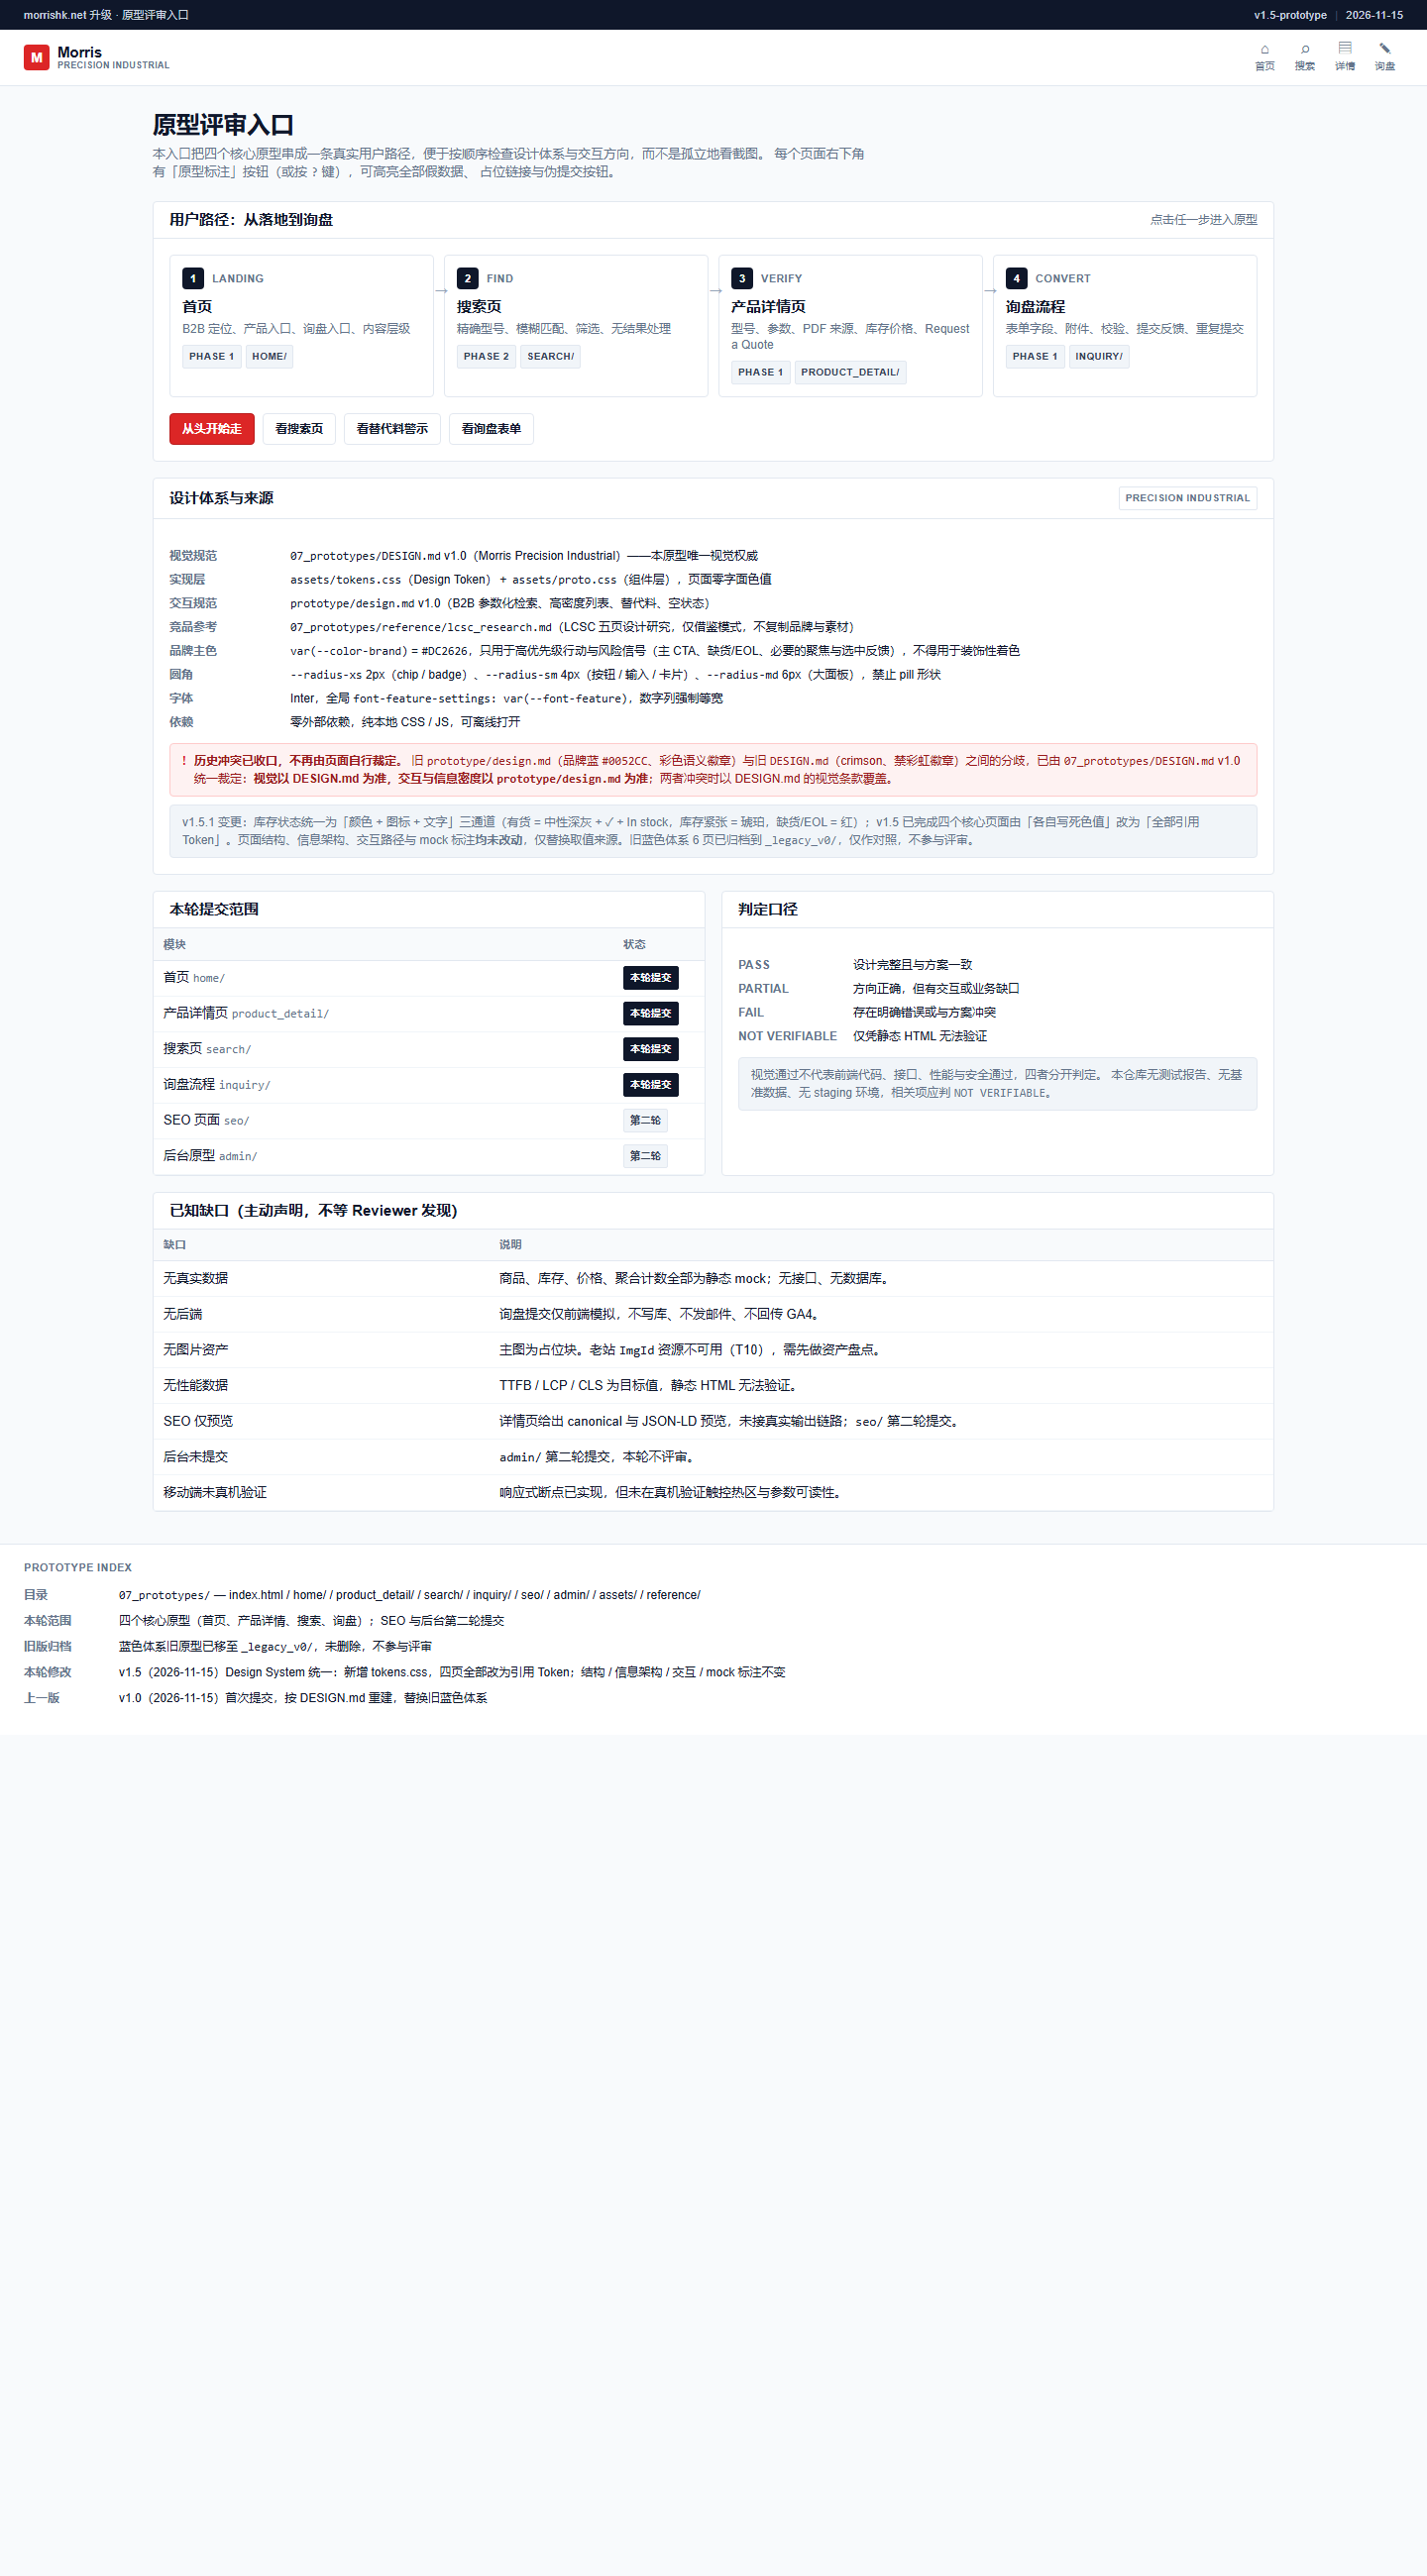 morrishk.net 升级 · 原型评审入口
v1.5-prototype | 2026-11-15
M
Morris
PRECISION INDUSTRIAL
首页
搜索
详情
询盘
原型评审入口
本入口把四个核心原型串成一条真实用户路径，便于按顺序检查设计体系与交互方向，而不是孤立地看截图。 每个页面右下角
有「原型标注」按钮（或按 ? 键），可高亮全部假数据、 占位链接与伪提交按钮。
用户路径：从落地到询盘
点击任一步进入原型
1 LANDING
首页
B2B 定位、产品入口、询盘入口、内容层级
PHASE 1 HOME/
→
2 FIND
搜索页
精确型号、模糊匹配、筛选、无结果处理
PHASE 2 SEARCH/
→
3 VERIFY
产品详情页
型号、参数、PDF 来源、库存价格、Request
a Quote
PHASE 1 PRODUCT_DETAIL/
→
4 CONVERT
询盘流程
表单字段、附件、校验、提交反馈、重复提交
PHASE 1 INQUIRY/
从头开始走 看搜索页 看替代料警示 看询盘表单
设计体系与来源
PRECISION INDUSTRIAL
视觉规范 07_prototypes/DESIGN.md v1.0（Morris Precision Industrial）——本原型唯一视觉权威
实现层 assets/tokens.css（Design Token） + assets/proto.css（组件层），页面零字面色值
交互规范 prototype/design.md v1.0（B2B 参数化检索、高密度列表、替代料、空状态）
竞品参考 07_prototypes/reference/lcsc_research.md（LCSC 五页设计研究，仅借鉴模式，不复制品牌与素材）
品牌主色 var(--color-brand) = #DC2626，只用于高优先级行动与风险信号（主 CTA、缺货/EOL、必要的聚焦与选中反馈），不得用于装饰性着色
圆角 --radius-xs 2px（chip / badge）、--radius-sm 4px（按钮 / 输入 / 卡片）、--radius-md 6px（大面板），禁止 pill 形状
字体 Inter，全局 font-feature-settings: var(--font-feature)，数字列强制等宽
依赖 零外部依赖，纯本地 CSS / JS，可离线打开
! 历史冲突已收口，不再由页面自行裁定。 旧 prototype/design.md（品牌蓝 #0052CC、彩色语义徽章）与旧 DESIGN.md（crimson、禁彩虹徽章）之间的分歧，已由 07_prototypes/DESIGN.md v1.0
统一裁定：视觉以 DESIGN.md 为准，交互与信息密度以 prototype/design.md 为准；两者冲突时以 DESIGN.md 的视觉条款覆盖。
v1.5.1 变更：库存状态统一为「颜色 + 图标 + 文字」三通道（有货 = 中性深灰 + ✓ + In stock，库存紧张 = 琥珀，缺货/EOL = 红）；v1.5 已完成四个核心页面由「各自写死色值」改为「全部引用
Token」。页面结构、信息架构、交互路径与 mock 标注均未改动，仅替换取值来源。旧蓝色体系 6 页已归档到 _legacy_v0/，仅作对照，不参与评审。
本轮提交范围
模块 状态
首页 home/ 本轮提交
产品详情页 product_detail/ 本轮提交
搜索页 search/ 本轮提交
询盘流程 inquiry/ 本轮提交
SEO 页面 seo/ 第二轮
后台原型 admin/ 第二轮
判定口径
PASS 设计完整且与方案一致
PARTIAL 方向正确，但有交互或业务缺口
FAIL 存在明确错误或与方案冲突
NOT VERIFIABLE 仅凭静态 HTML 无法验证
视觉通过不代表前端代码、接口、性能与安全通过，四者分开判定。 本仓库无测试报告、无基
准数据、无 staging 环境，相关项应判 NOT VERIFIABLE。
已知缺口（主动声明，不等 Reviewer 发现）
缺口 说明
无真实数据 商品、库存、价格、聚合计数全部为静态 mock；无接口、无数据库。
无后端 询盘提交仅前端模拟，不写库、不发邮件、不回传 GA4。
无图片资产 主图为占位块。老站 ImgId 资源不可用（T10），需先做资产盘点。
无性能数据 TTFB / LCP / CLS 为目标值，静态 HTML 无法验证。
SEO 仅预览 详情页给出 canonical 与 JSON-LD 预览，未接真实输出链路；seo/ 第二轮提交。
后台未提交 admin/ 第二轮提交，本轮不评审。
移动端未真机验证 响应式断点已实现，但未在真机验证触控热区与参数可读性。
PROTOTYPE INDEX
目录 07_prototypes/ — index.html / home/ / product_detail/ / search/ / inquiry/ / seo/ / admin/ / assets/ / reference/
本轮范围 四个核心原型（首页、产品详情、搜索、询盘）；SEO 与后台第二轮提交
旧版归档 蓝色体系旧原型已移至 _legacy_v0/，未删除，不参与评审
本轮修改 v1.5（2026-11-15）Design System 统一：新增 tokens.css，四页全部改为引用 Token；结构 / 信息架构 / 交互 / mock 标注不变
上一版 v1.0（2026-11-15）首次提交，按 DESIGN.md 重建，替换旧蓝色体系